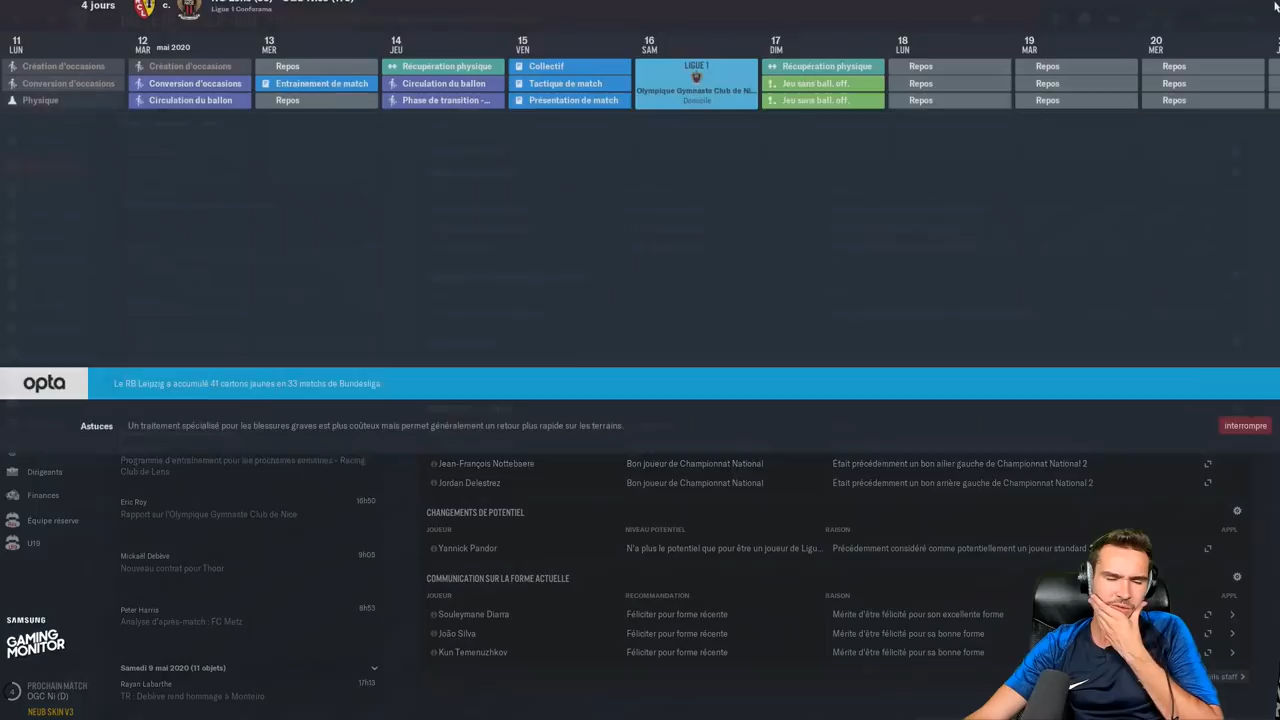 4 jours
c.
Ligue 1 Conforama
11 LUN
12 MAR mai 2020
13 MER
14 JEU
15 VEN
16 SAM
17 DIM
18 LUN
19 MAR
20 MER
Création d'occasions Création d'occasions Repos Récupération physique Collectif LIGUE 1 Récupération physique Repos Repos Repos
Conversion d'occasions Conversion d'occasions Entrainement de match Circulation du ballon Tactique de match Jeu sans ball. off. Repos Repos Repos
Olympique Gymnaste Club de Ni...
Physique Circulation du ballon Repos Phase de transition -... Présentation de match Domicile Jeu sans ball. off. Repos Repos Repos
opta Le RB Leipzig a accumulé 41 cartons jaunes en 33 matchs de Bundesliga
Astuces Un traitement spécialisé pour les blessures graves est plus coûteux mais permet généralement un retour plus rapide sur les terrains. interrompre
Dirigeants
Finances
Équipe réserve
U19
SAMSUNG
GAMING
MONITOR
4 PROCHAIN MATCH
OGC Ni (D)
NEUB SKIN V3
Programme d'entraînement pour les prochaines semaines - Racing
Club de Lens
Eric Roy 16h50
Rapport sur l'Olympique Gymnaste Club de Nice
Mickaël Debève 9h05
Nouveau contrat pour Thoor
Peter Harris 8h53
Analyse d'après-match : FC Metz
Samedi 9 mai 2020 (11 objets)
Rayan Labarthe 17h13
TR : Debève rend hommage à Monteiro
Jean-François Nottebaere Bon joueur de Championnat National Était précédemment un bon ailier gauche de Championnat National 2
Jordan Delestrez Bon joueur de Championnat National Était précédemment un bon arrière gauche de Championnat National 2
CHANGEMENTS DE POTENTIEL
JOUEUR NIVEAU POTENTIEL RAISON APPL
Yannick Pandor N'a plus le potentiel que pour être un joueur de Ligu... Précédemment considéré comme potentiellement un joueur standard
COMMUNICATION SUR LA FORME ACTUELLE
JOUEUR RECOMMANDATION RAISON APPL
Souleymane Diarra Féliciter pour forme récente Mérite d'être félicité pour son excellente forme
João Silva Féliciter pour forme récente Mérite d'être félicité pour sa bonne forme
Kun Temenuzhkov Féliciter pour forme récente Mérite d'être félicité pour sa bonne forme
staff